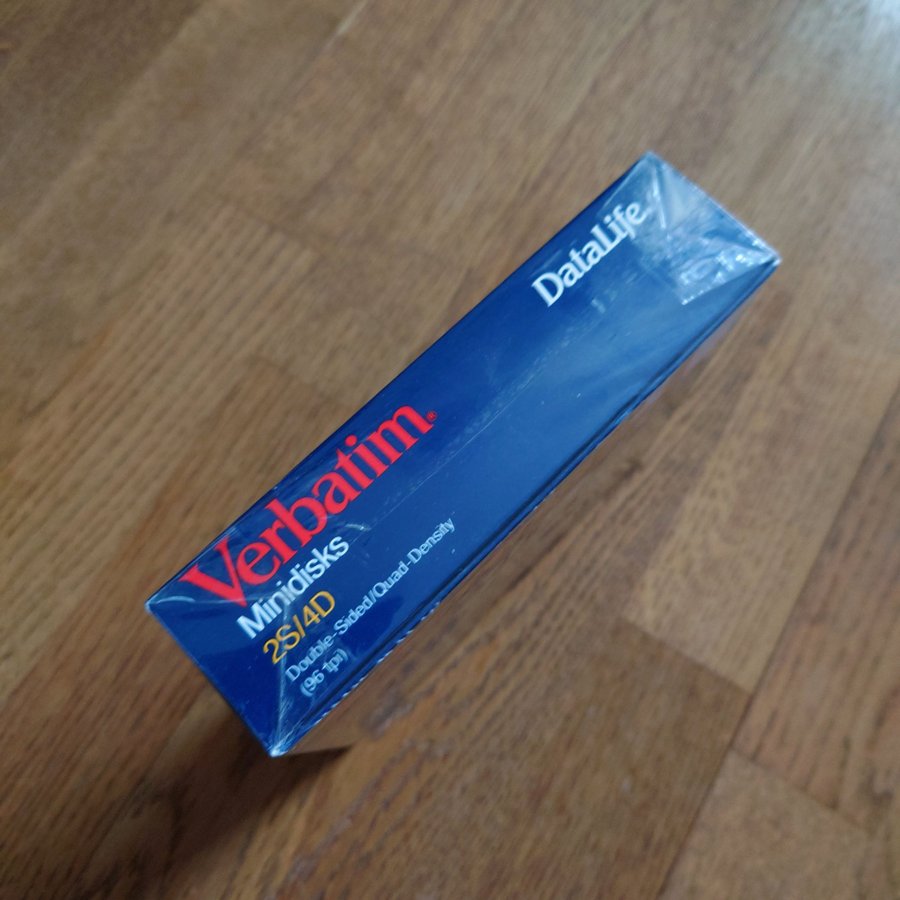 DataLife
Verbatim®
Minidisks
2S/4D
Double-Sided/Quad-Density
(96 tpi)